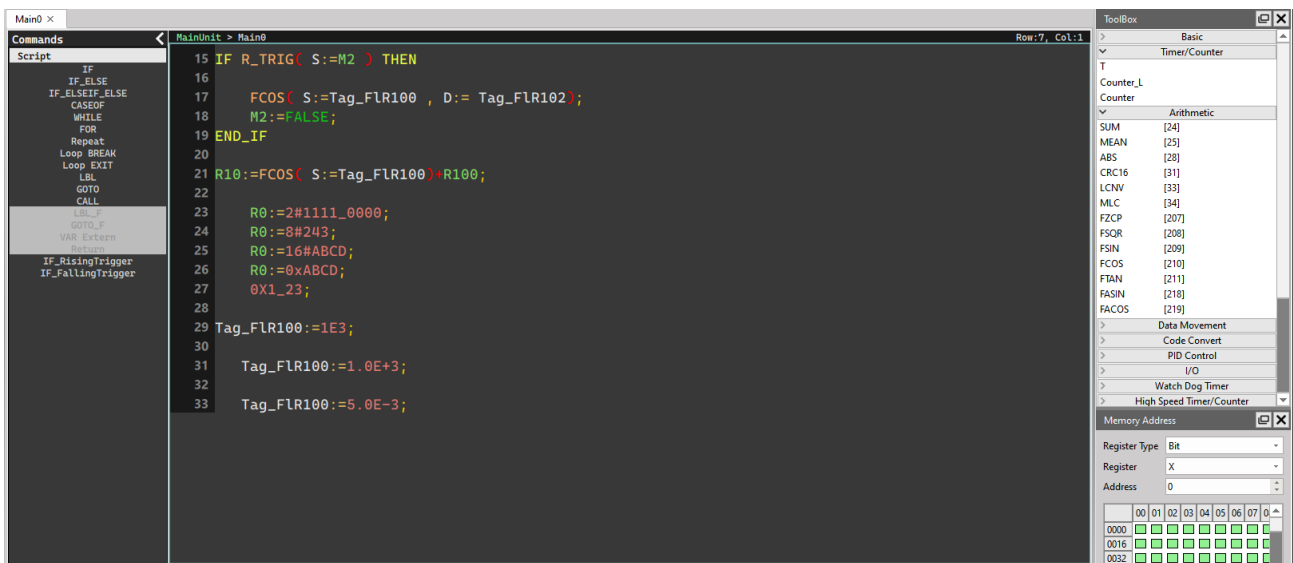 Main0 ×
Commands
Script
IF
IF_ELSE
IF_ELSEIF_ELSE
CASEOF
WHILE
FOR
Repeat
Loop BREAK
Loop EXIT
LBL
GOTO
CALL
LBL_F
GOTO_F
VAR Extern
Return
IF_RisingTrigger
IF_FallingTrigger
MainUnit > Main0 Row:7, Col:1
15 IF R_TRIG( S:=M2 ) THEN
16
17 FCOS( S:=Tag_FlR100 , D:= Tag_FlR102);
18 M2:=FALSE;
19 END_IF
20
21 R10:=FCOS( S:=Tag_FlR100)+R100;
22
23 R0:=2#1111_0000;
24 R0:=8#243;
25 R0:=16#ABCD;
26 R0:=0xABCD;
27 0X1_23;
28
29 Tag_FlR100:=1E3;
30
31 Tag_FlR100:=1.0E+3;
32
33 Tag_FlR100:=5.0E-3;
ToolBox
Basic
Timer/Counter
T
Counter_L
Counter
Arithmetic
SUM [24]
MEAN [25]
ABS [28]
CRC16 [31]
LCNV [33]
MLC [34]
FZCP [207]
FSQR [208]
FSIN [209]
FCOS [210]
FTAN [211]
FASIN [218]
FACOS [219]
Data Movement
Code Convert
PID Control
I/O
Watch Dog Timer
High Speed Timer/Counter
Memory Address
Register Type Bit
Register X
Address 0
00 01 02 03 04 05 06 07
0000
0016
0032